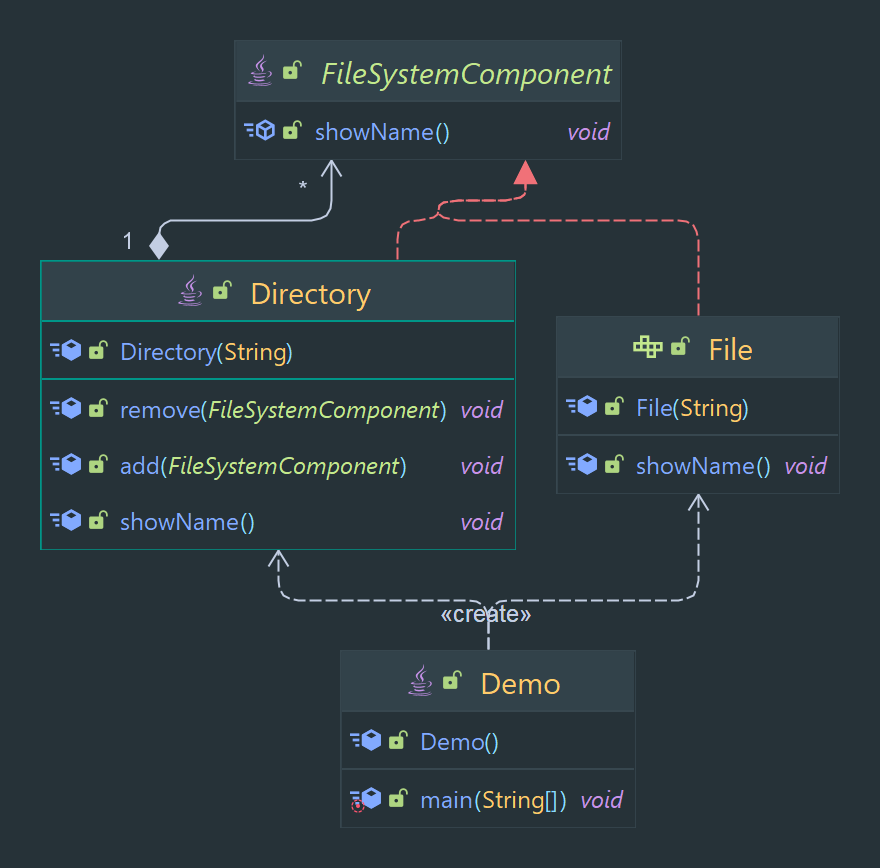 FileSystemComponent
showName() void
*
1
Directory
Directory(String)
remove(FileSystemComponent) void
add(FileSystemComponent) void
showName() void
File
File(String)
showName() void
«create»
Demo
Demo()
main(String[]) void